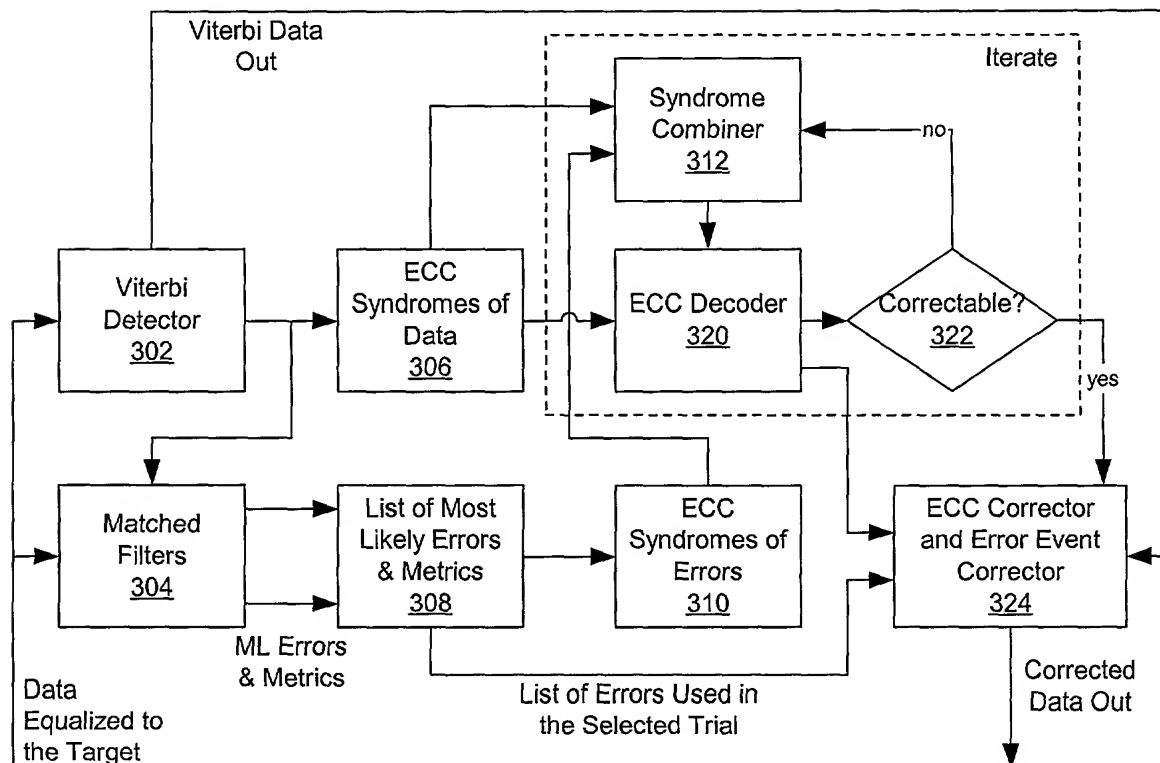 Viterbi Data
Out
Iterate
Syndrome
Combiner
312
no
Viterbi
Detector
302
ECC
Syndromes of
Data
306
ECC Decoder
320
Correctable?
322
yes
Matched
Filters
304
List of Most
Likely Errors
& Metrics
308
ECC
Syndromes of
Errors
310
ECC Corrector
and Error Event
Corrector
324
ML Errors
& Metrics
Data
Equalized to
the Target
List of Errors Used in
the Selected Trial
Corrected
Data Out